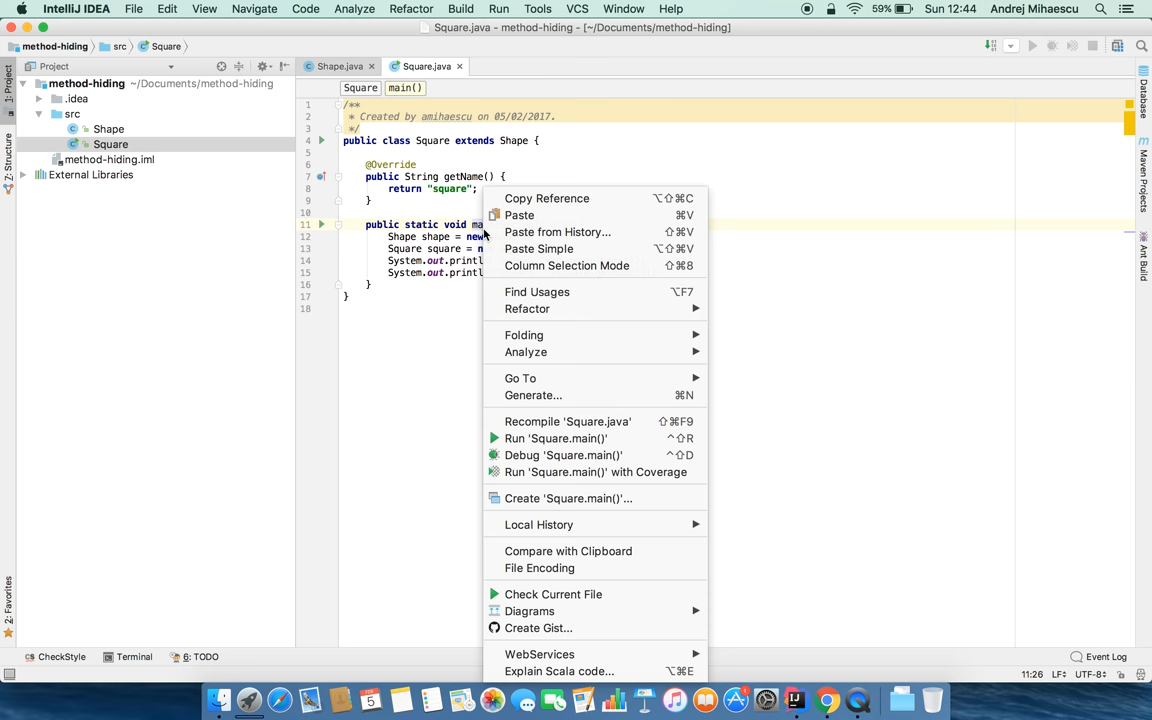 IntelliJ IDEA File Edit View Navigate Code Analyze Refactor Build Run Tools VCS Window Help 59% Sun 12:44 Andrej Mihaescu
Square.java - method-hiding - [~/Documents/method-hiding]
method-hiding src Square
Project Shape.java Square.java
1: Project
7: Structure
2: Favorites
method-hiding ~/Documents/method-hiding
.idea
src
Shape
Square
method-hiding.iml
External Libraries
Square main()
1 /**
2 * Created by amihaescu on 05/02/2017.
3 */
4 public class Square extends Shape {
5
6 @Override
7 public String getName() {
8 return "square";
9 }
10
11 public static void ma
12 Shape shape = new
13 Square square = n
14 System.out.printl
15 System.out.printl
16 }
17 }
18
Copy Reference ⌥⇧⌘C
Paste ⌘V
Paste from History... ⇧⌘V
Paste Simple ⌥⇧⌘V
Column Selection Mode ⇧⌘8
Find Usages ⌥F7
Refactor
Folding
Analyze
Go To
Generate... ⌘N
Recompile 'Square.java' ⇧⌘F9
Run 'Square.main()' ^⇧R
Debug 'Square.main()' ^⇧D
Run 'Square.main()' with Coverage
Create 'Square.main()'...
Local History
Compare with Clipboard
File Encoding
Check Current File
Diagrams
Create Gist...
WebServices
Explain Scala code... ⌥⌘E
Database
Maven Projects
Ant Build
CheckStyle Terminal 6: TODO Event Log
11:26 LF÷ UTF-8÷
5